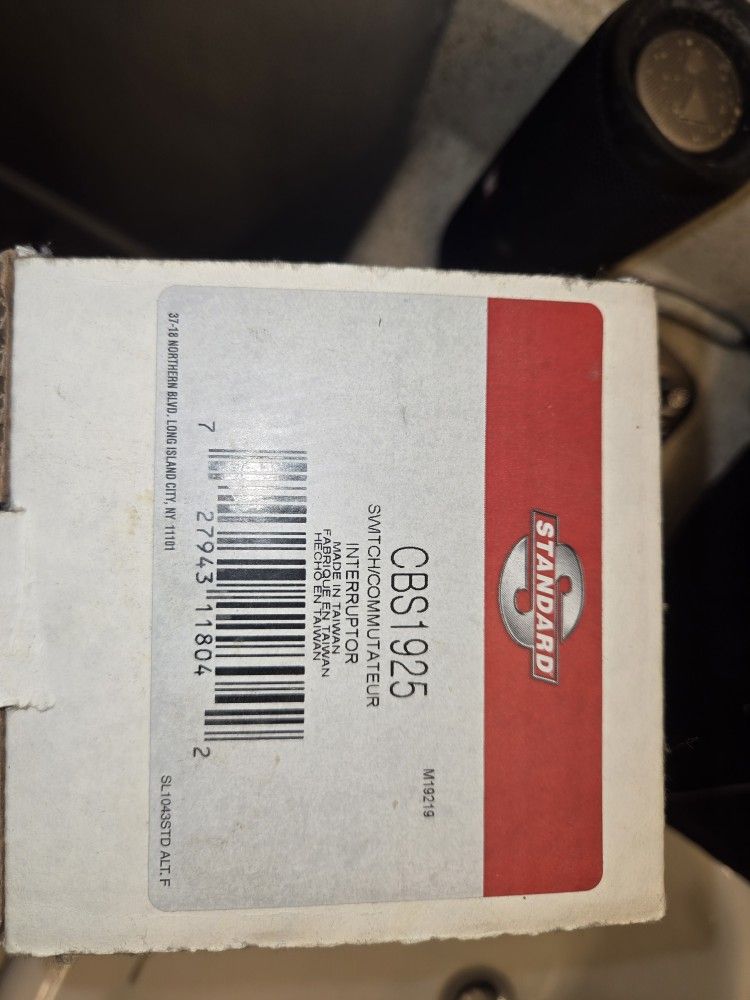 STANDARD
CBS1925
M19219
SWITCH/COMMUTATEUR
INTERRUPTOR
MADE IN TAIWAN
FABRIQUE EN TAIWAN
HECHO EN TAIWAN
7 27943 11804 2
37-18 NORTHERN BLVD. LONG ISLAND CITY, NY 11101
SL1043STD ALT. F